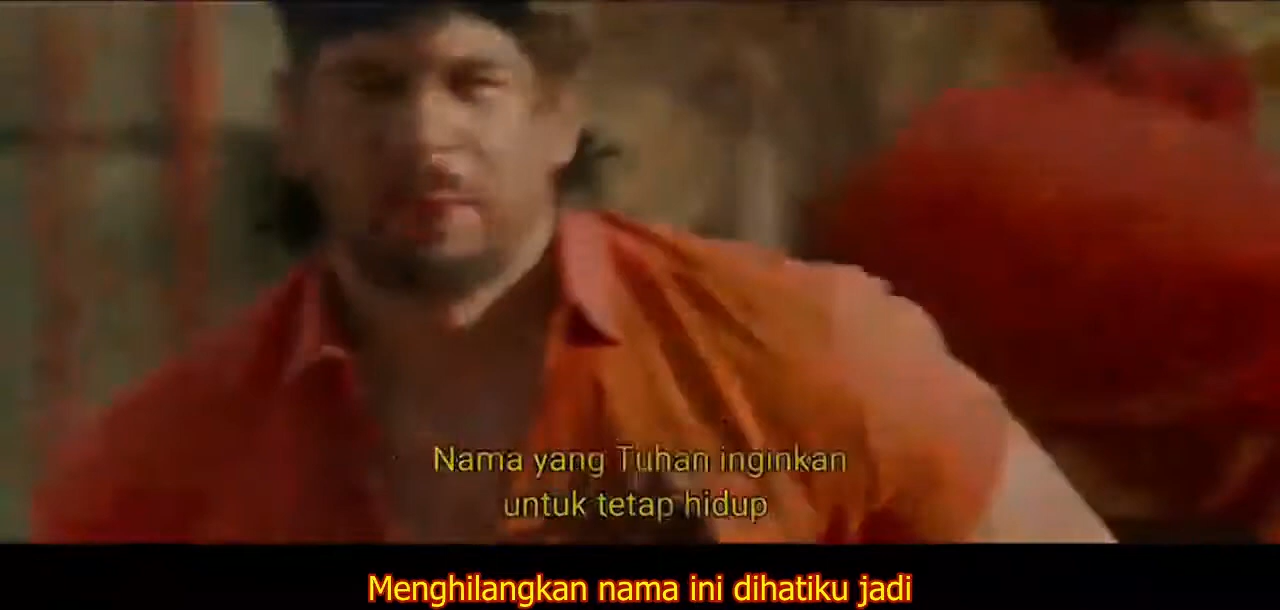 Nama yang Tuhan inginkan
untuk tetap hidup
Menghilangkan nama ini dihatiku jadi